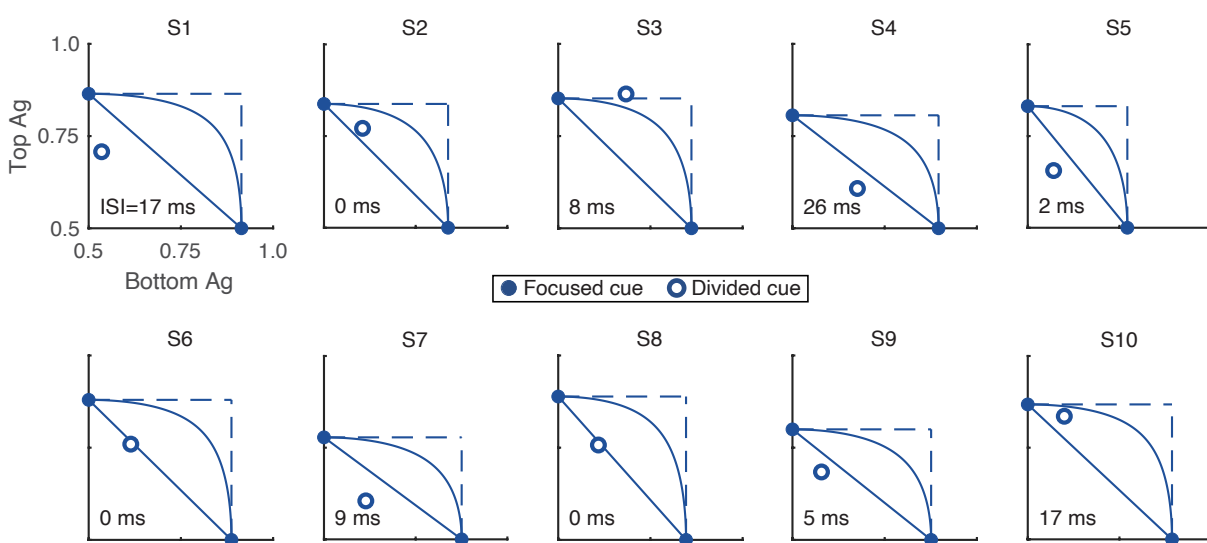 S1 S2 S3 S4 S5
1.0
Top Ag
0.75
ISI=17 ms 0 ms 8 ms 26 ms 2 ms
0.5
0.5 0.75 1.0
Bottom Ag
Focused cue Divided cue
S6 S7 S8 S9 S10
0 ms 9 ms 0 ms 5 ms 17 ms